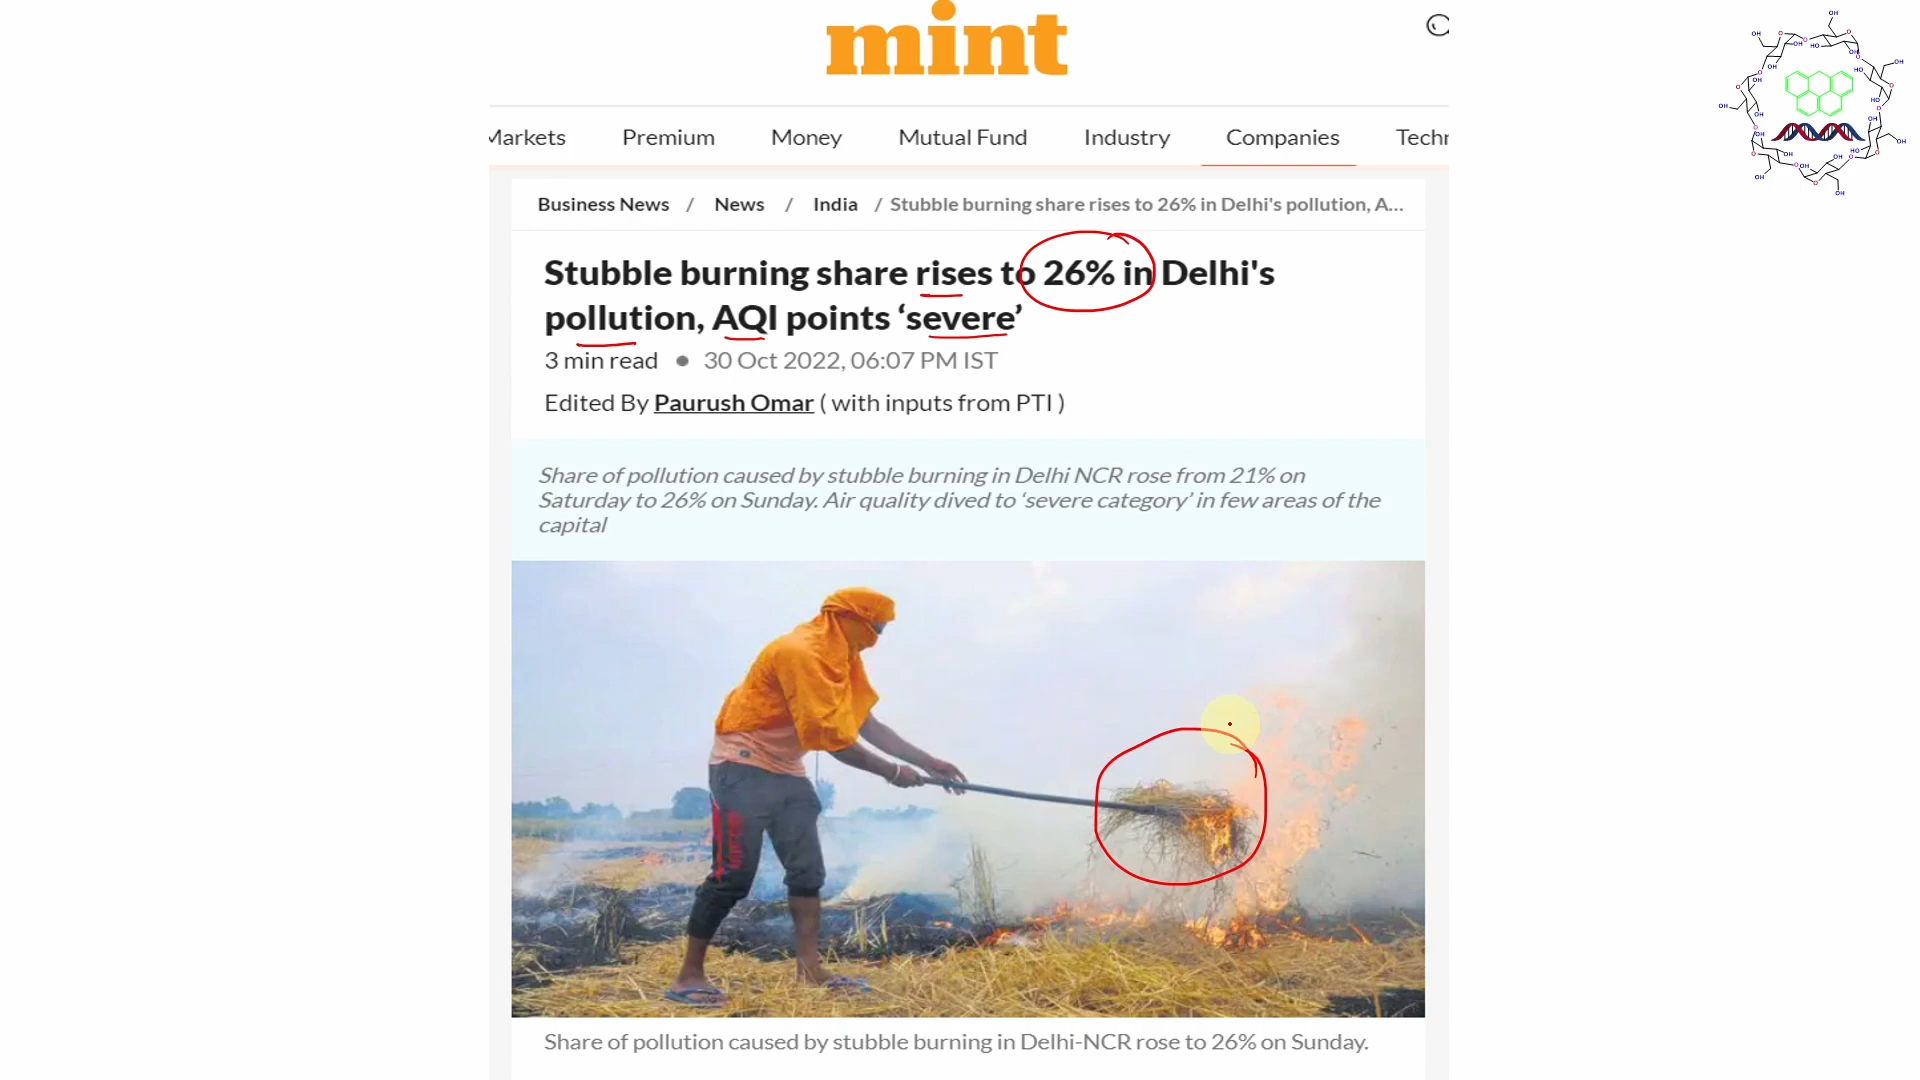 mint
Markets Premium Money Mutual Fund Industry Companies Techn
Business News / News / India / Stubble burning share rises to 26% in Delhi's pollution, A...
Stubble burning share rises to 26% in Delhi's
pollution, AQI points ‘severe’
3 min read • 30 Oct 2022, 06:07 PM IST
Edited By Paurush Omar ( with inputs from PTI )
Share of pollution caused by stubble burning in Delhi NCR rose from 21% on
Saturday to 26% on Sunday. Air quality dived to ‘severe category’ in few areas of the
capital
Share of pollution caused by stubble burning in Delhi-NCR rose to 26% on Sunday.